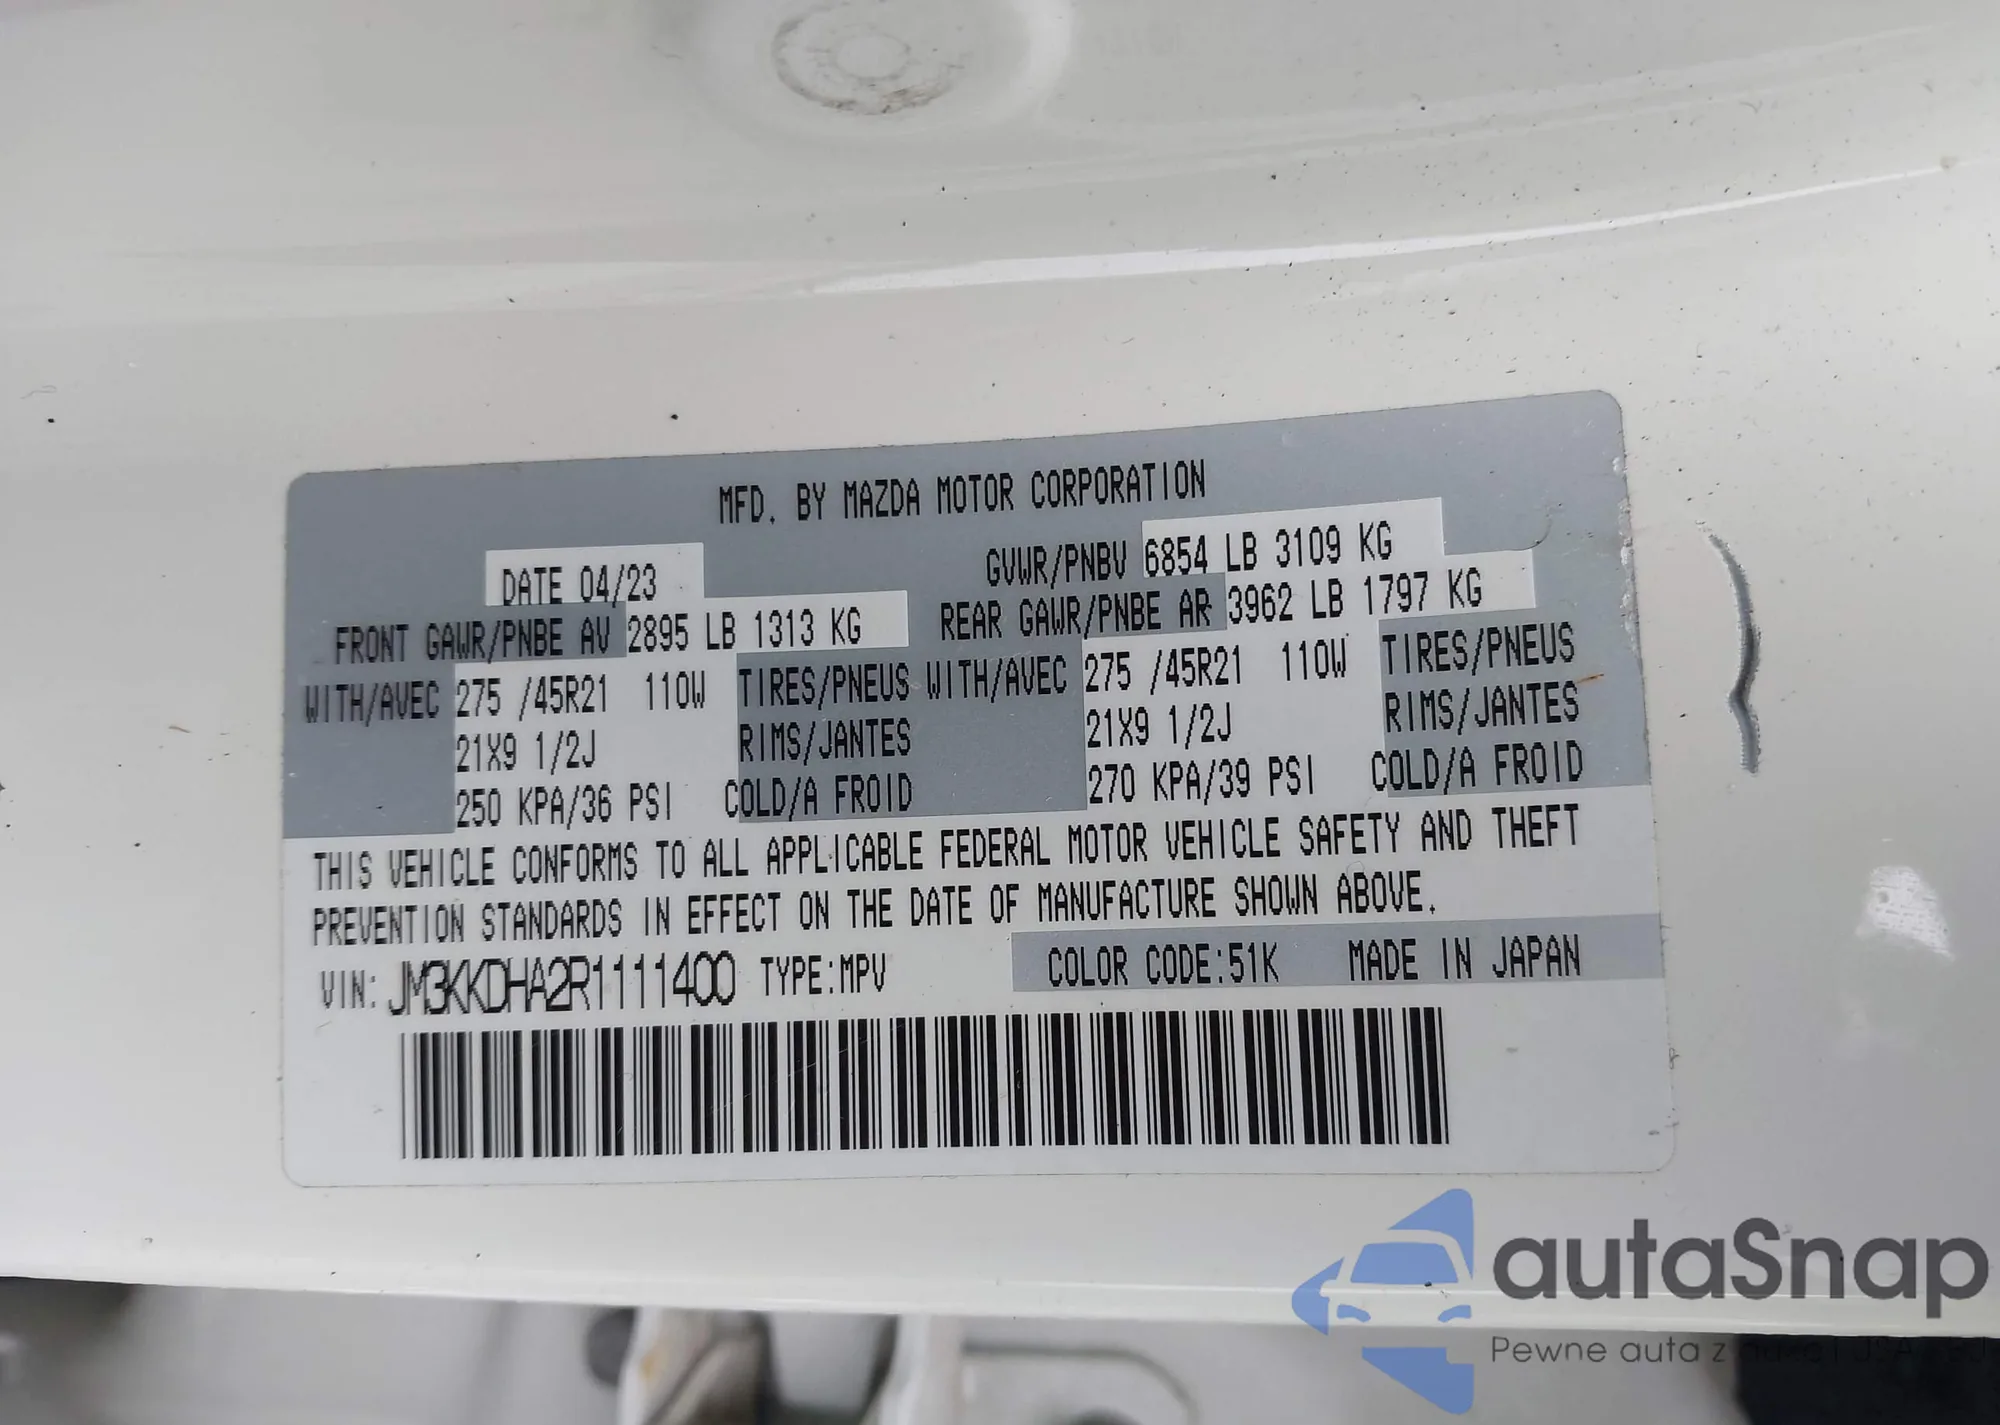 MFD. BY MAZDA MOTOR CORPORATION
DATE 04/23 GVWR/PNBV 6854 LB 3109 KG
FRONT GAWR/PNBE AV 2895 LB 1313 KG REAR GAWR/PNBE AR 3962 LB 1797 KG
WITH/AVEC 275 /45R21 110W TIRES/PNEUS WITH/AVEC 275 /45R21 110W TIRES/PNEUS
21X9 1/2J RIMS/JANTES 21X9 1/2J RIMS/JANTES
250 KPA/36 PSI COLD/A FROID 270 KPA/39 PSI COLD/A FROID
THIS VEHICLE CONFORMS TO ALL APPLICABLE FEDERAL MOTOR VEHICLE SAFETY AND THEFT
PREVENTION STANDARDS IN EFFECT ON THE DATE OF MANUFACTURE SHOWN ABOVE.
VIN: JM3KKDHA2R1111400 TYPE:MPV COLOR CODE:51K MADE IN JAPAN
autaSnap
Pewne auta z